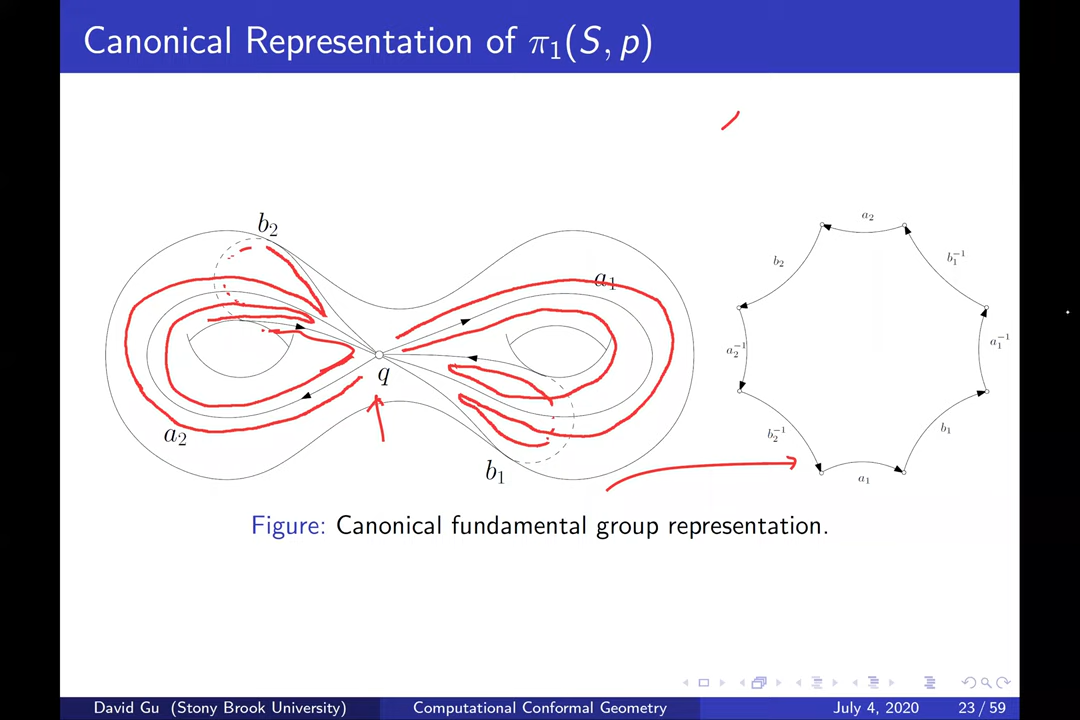 Canonical Representation of π₁(S, p)
b₂
a₁
q
a₂
b₁
a₂
b₂
b₁⁻¹
a₂⁻¹
a₁⁻¹
b₂⁻¹
b₁
a₁
Figure: Canonical fundamental group representation.
David Gu (Stony Brook University)
Computational Conformal Geometry
July 4, 2020
23 / 59